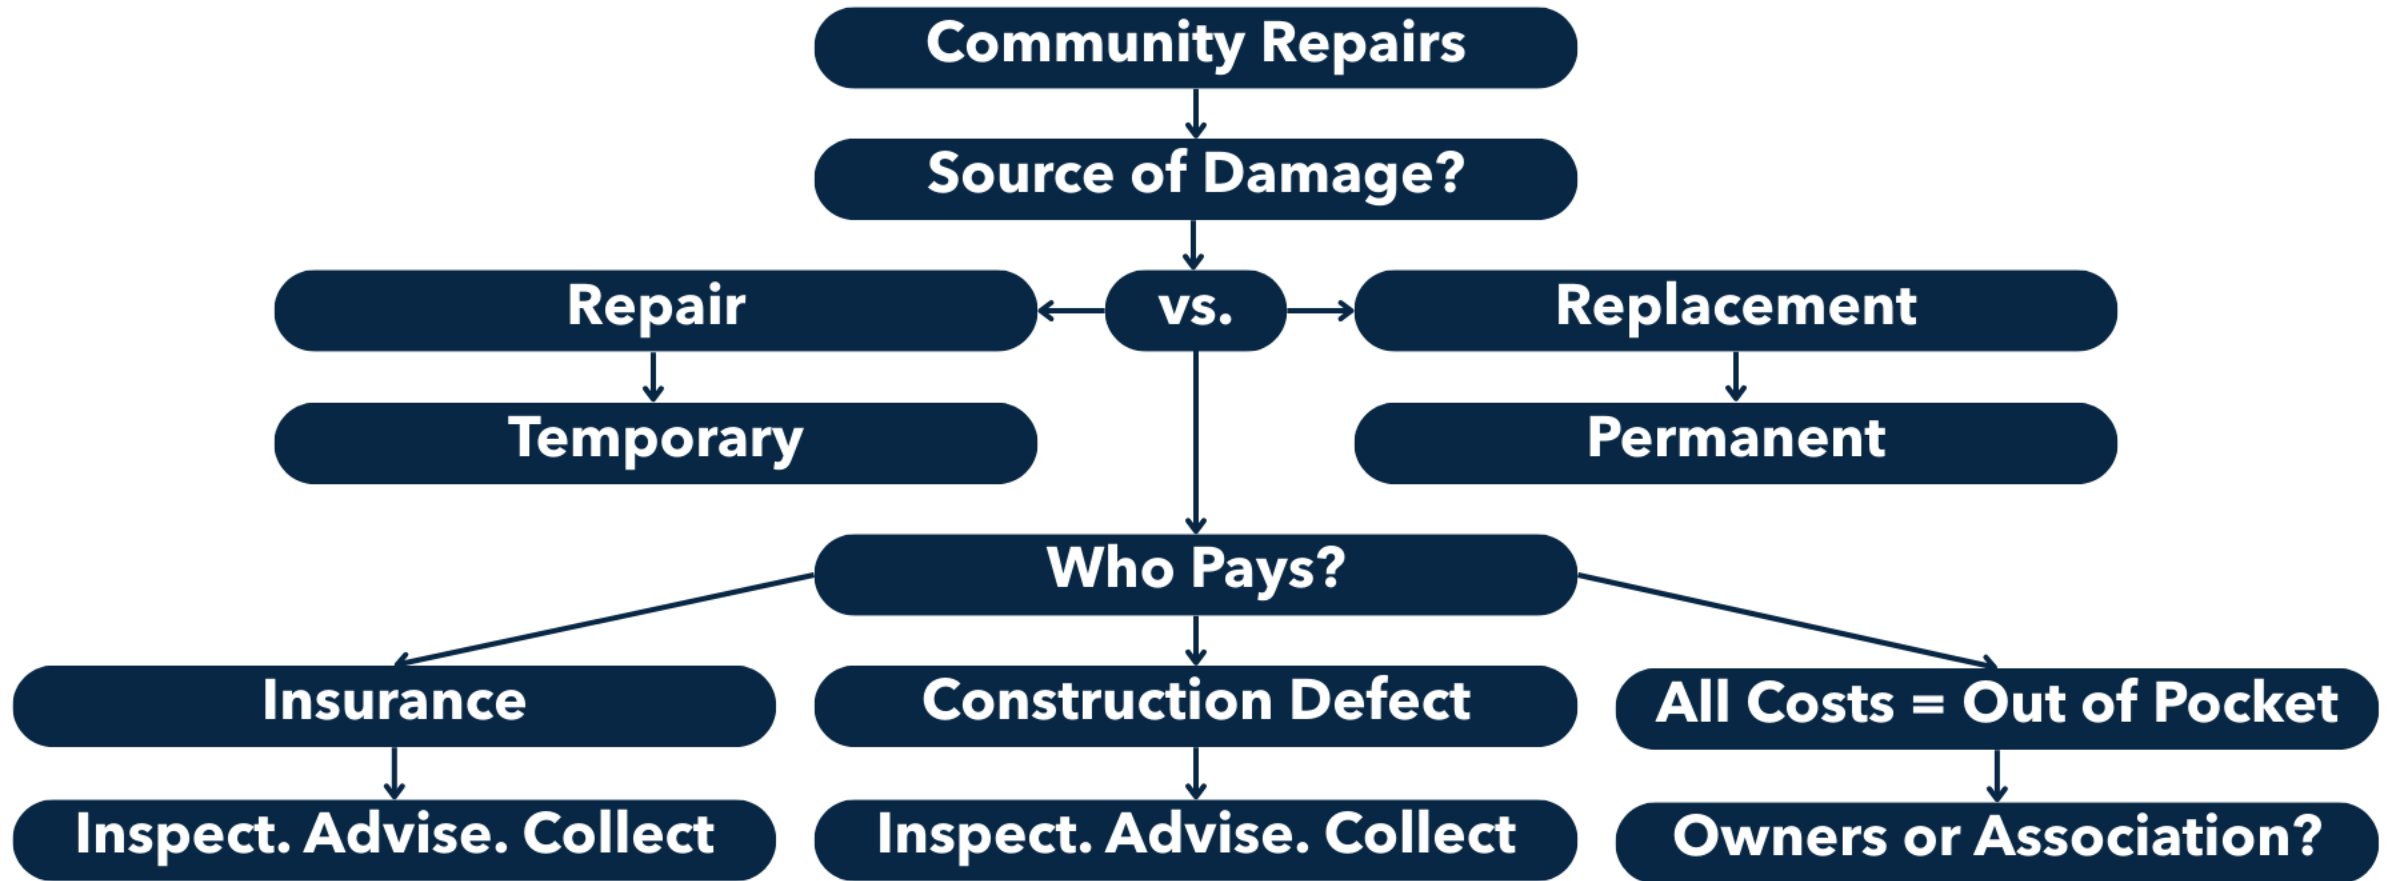 Community Repairs
Source of Damage?
Repair
vs.
Replacement
Temporary
Permanent
Who Pays?
Insurance
Construction Defect
All Costs = Out of Pocket
Inspect. Advise. Collect
Inspect. Advise. Collect
Owners or Association?